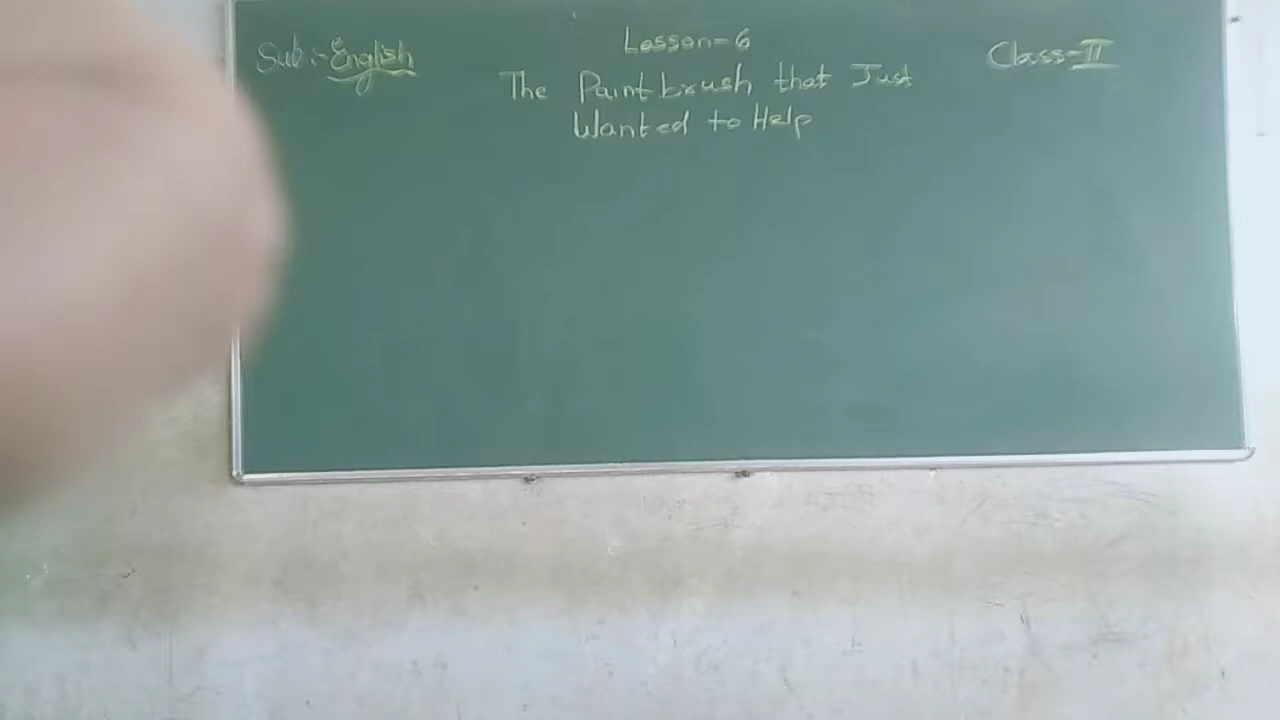 Sub :- English
Lesson-6
Class-II
The Paintbrush that Just
Wanted to Help